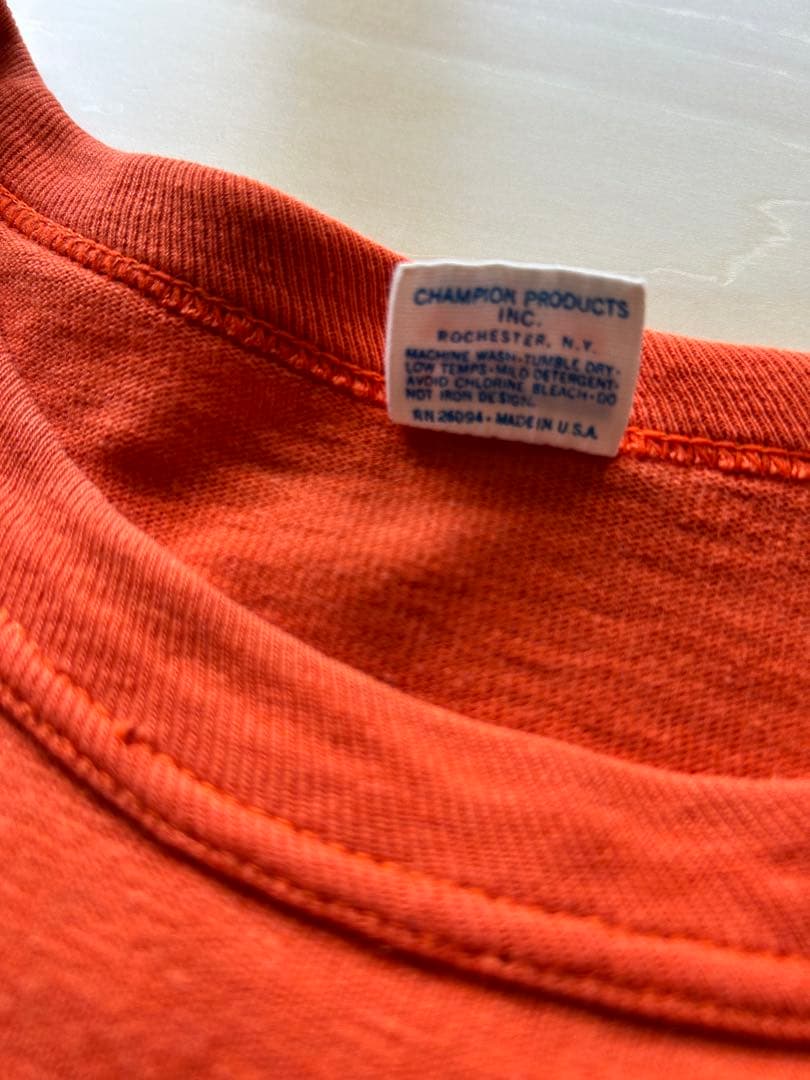 CHAMPION PRODUCTS
INC.
ROCHESTER, N.Y.
MACHINE WASH·TUMBLE DRY·
LOW TEMPS·MILD DETERGENT·
AVOID CHLORINE BLEACH·DO
NOT IRON DESIGN.
RN 26094·MADE IN U.S.A.